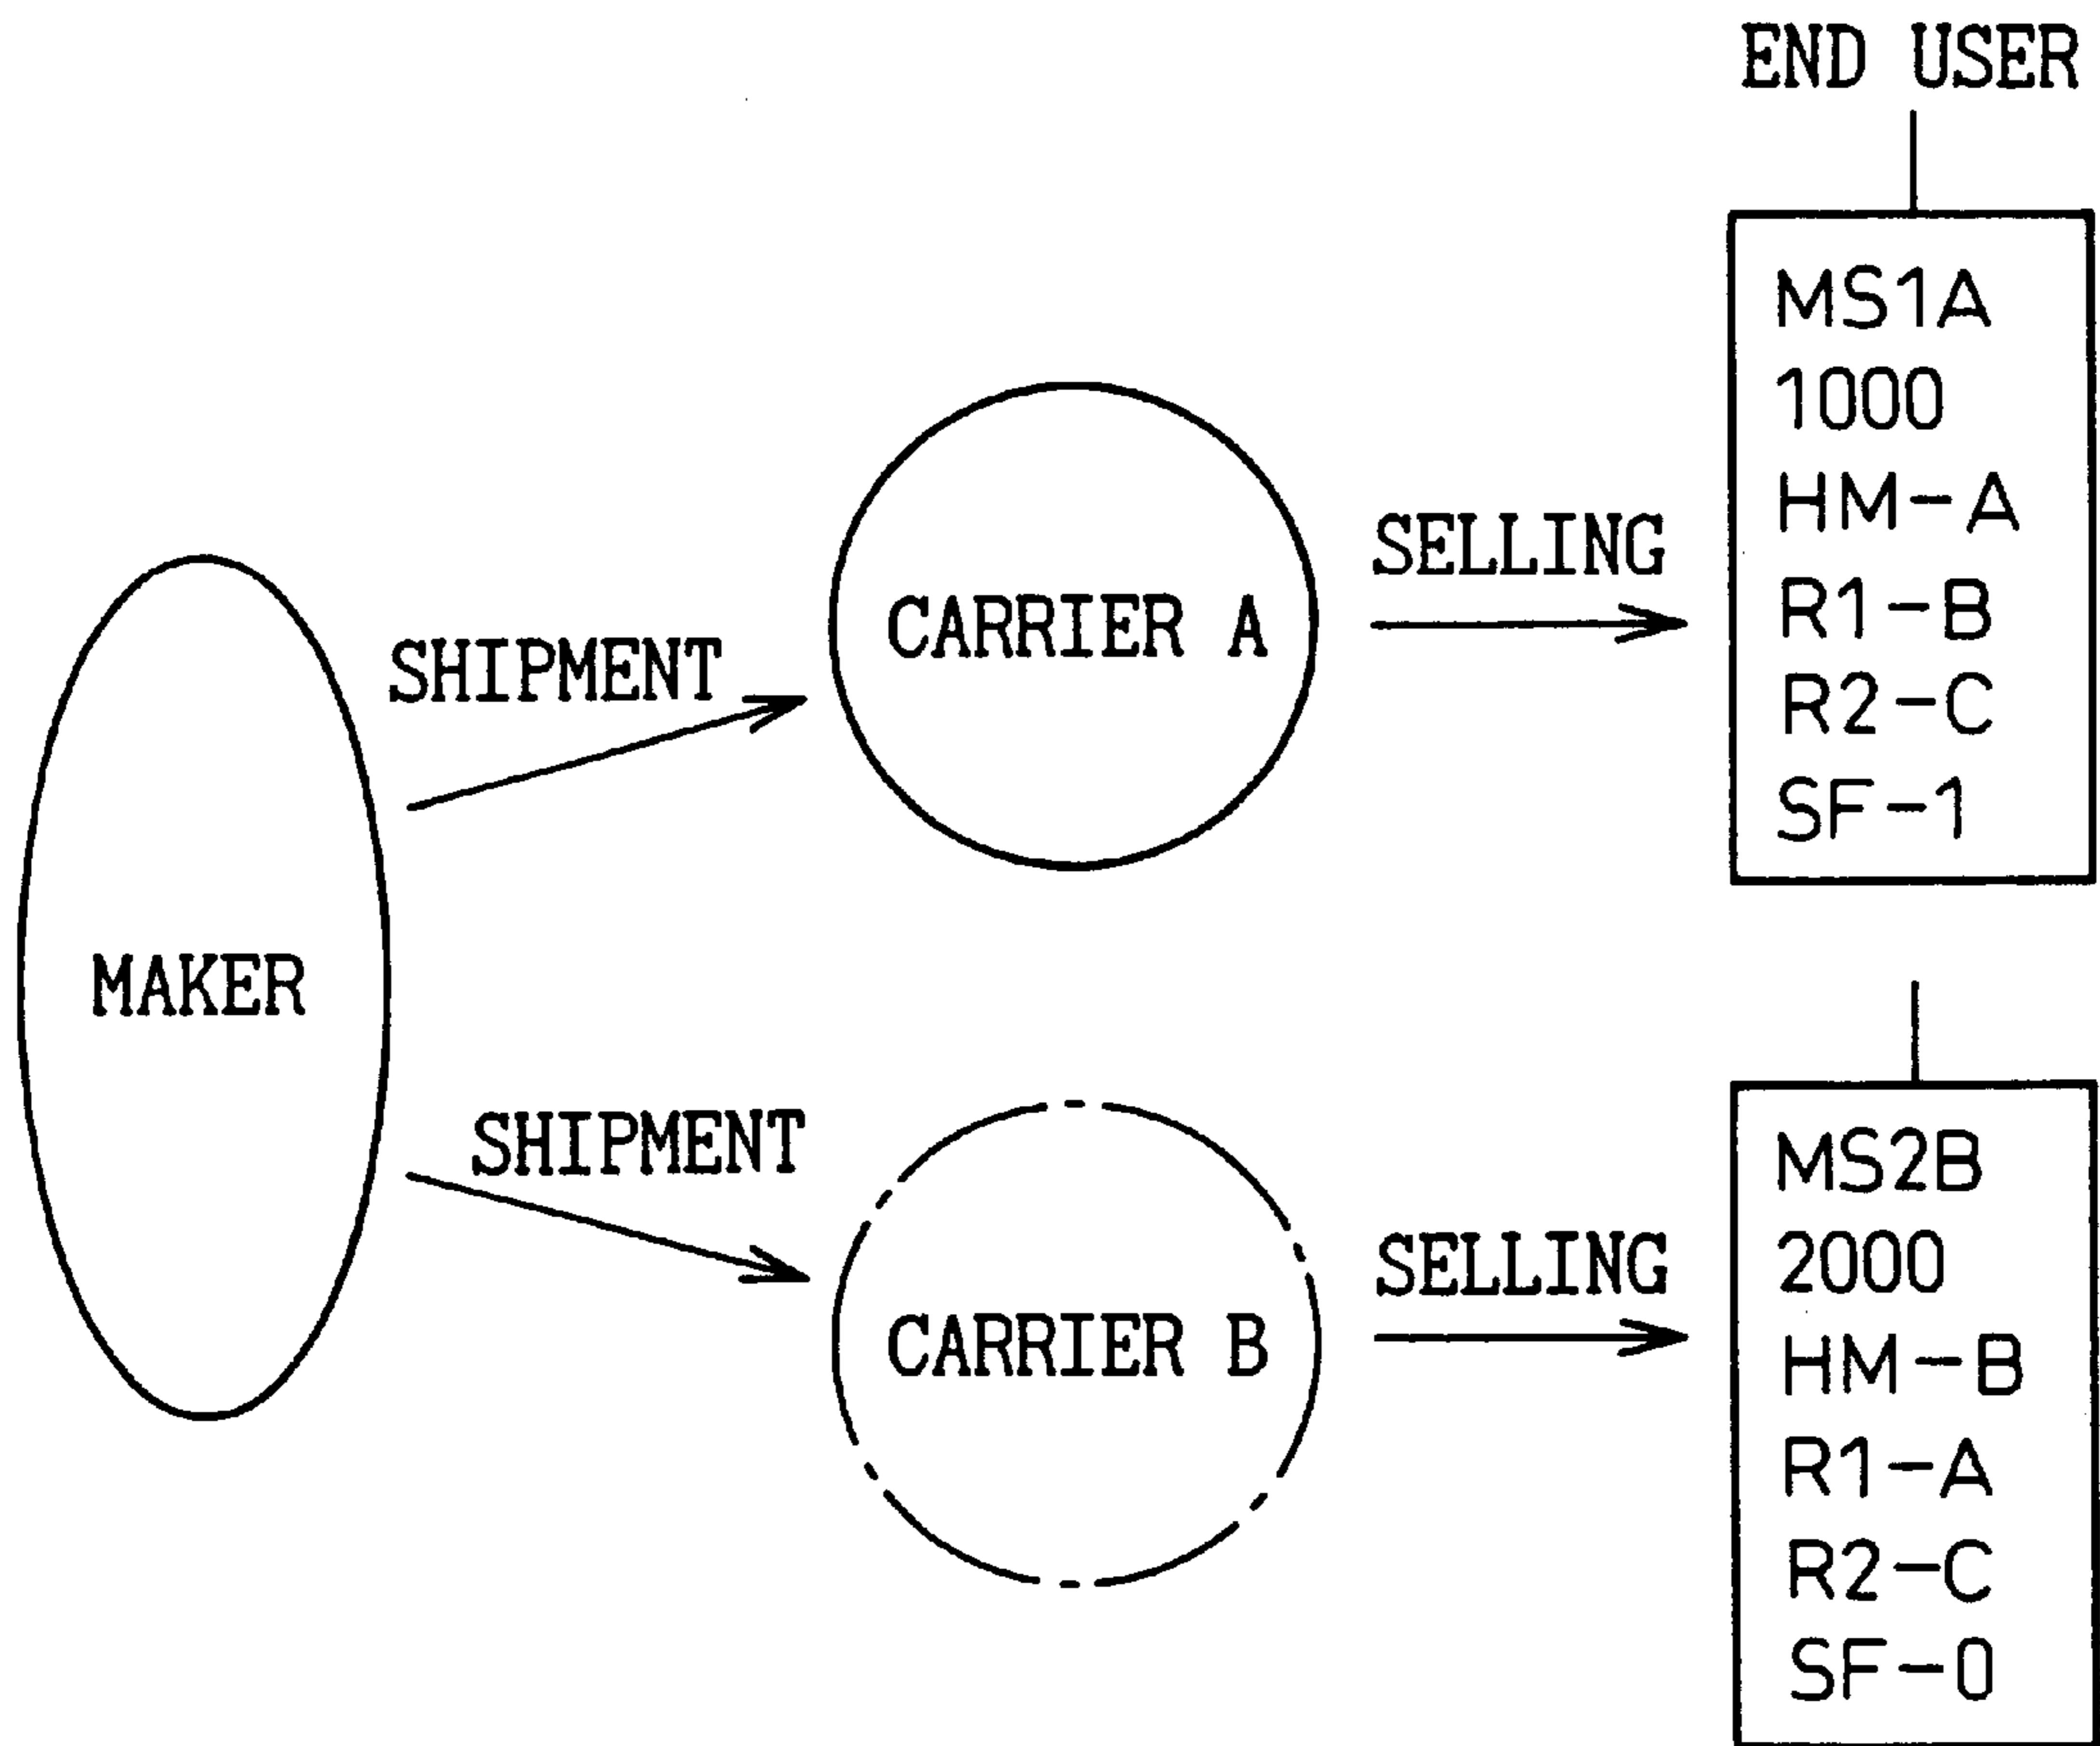 END USER
MS1A
1000
HM-A
R1-B
R2-C
SF-1
SELLING
CARRIER A
SHIPMENT
MAKER
SHIPMENT
CARRIER B
SELLING
MS2B
2000
HM-B
R1-A
R2-C
SF-0